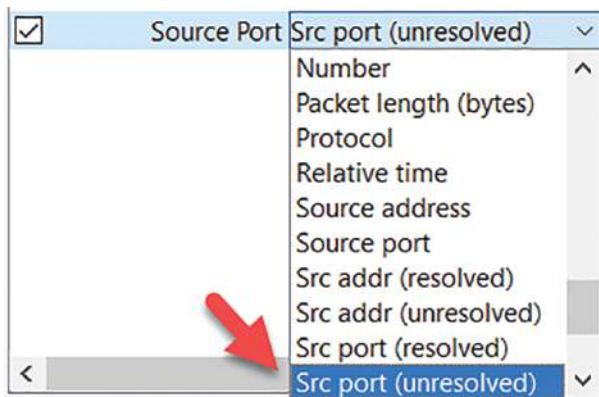 Source Port Src port (unresolved)
Number
Packet length (bytes)
Protocol
Relative time
Source address
Source port
Src addr (resolved)
Src addr (unresolved)
Src port (resolved)
Src port (unresolved)